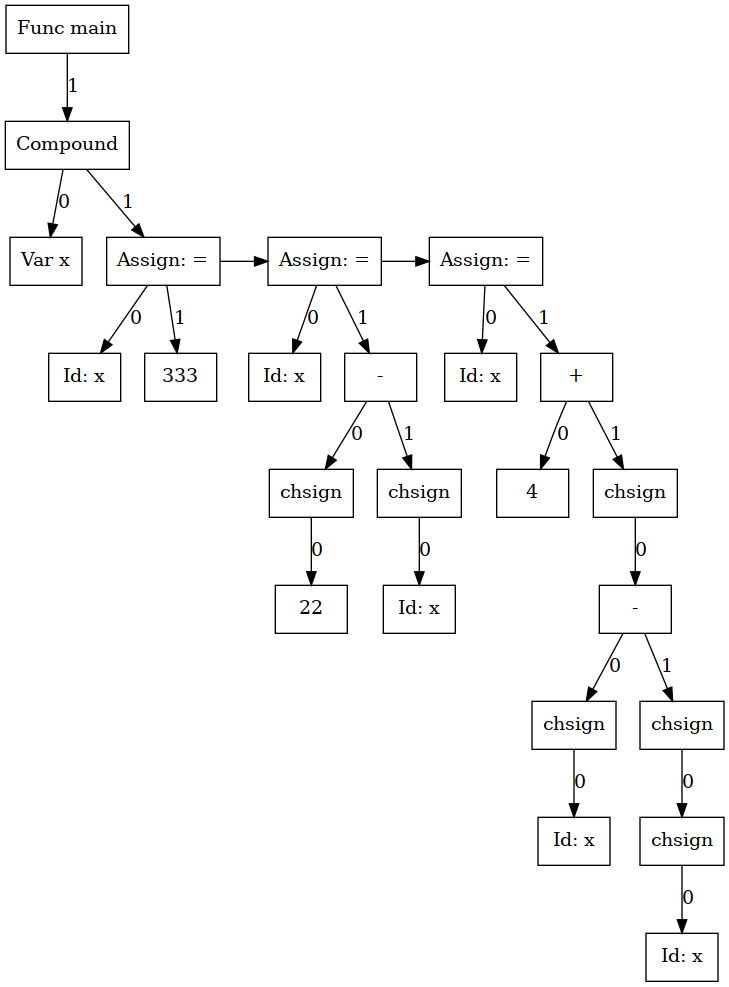 Func main
1
Compound
0 1
Var x Assign: = Assign: = Assign: =
0 1 0 1 0 1
Id: x 333 Id: x - Id: x +
0 1 0 1
chsign chsign 4 chsign
0 0 0
22 Id: x -
0 1
chsign chsign
0 0
Id: x chsign
0
Id: x